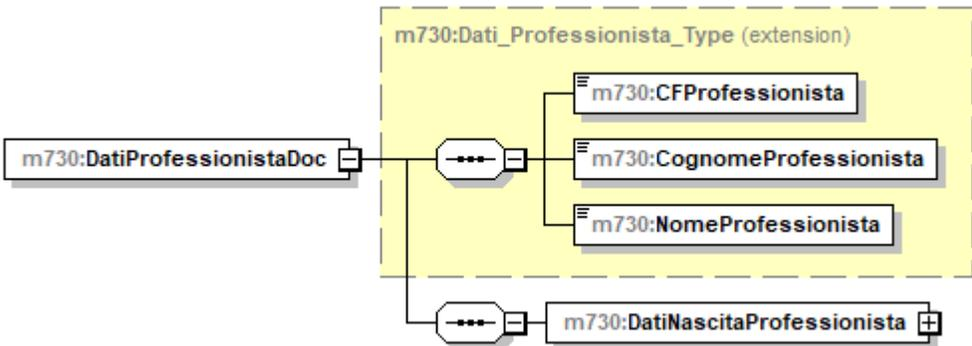 m730:Dati_Professionista_Type (extension)
m730:CFProfessionista
m730:DatiProfessionistaDoc
m730:CognomeProfessionista
m730:NomeProfessionista
m730:DatiNascitaProfessionista